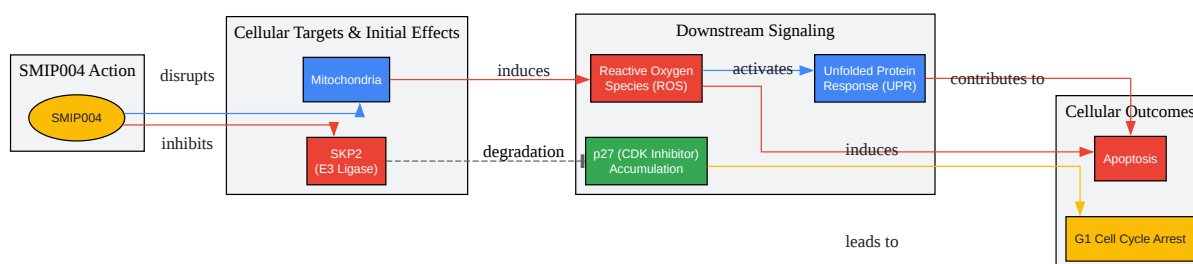 SMIP004 Action
SMIP004
disrupts
inhibits
Cellular Targets & Initial Effects
Mitochondria
SKP2
(E3 Ligase)
induces
degradation
Downstream Signaling
Reactive Oxygen
Species (ROS)
activates
Unfolded Protein
Response (UPR)
p27 (CDK Inhibitor)
Accumulation
contributes to
induces
leads to
Cellular Outcomes
Apoptosis
G1 Cell Cycle Arrest